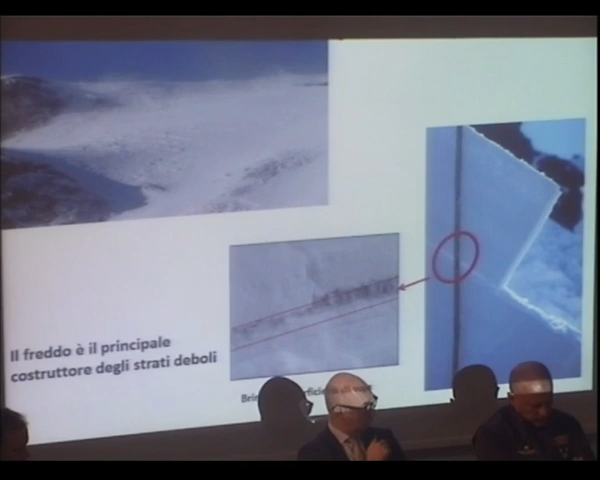 Il freddo è il principale
costruttore degli strati deboli